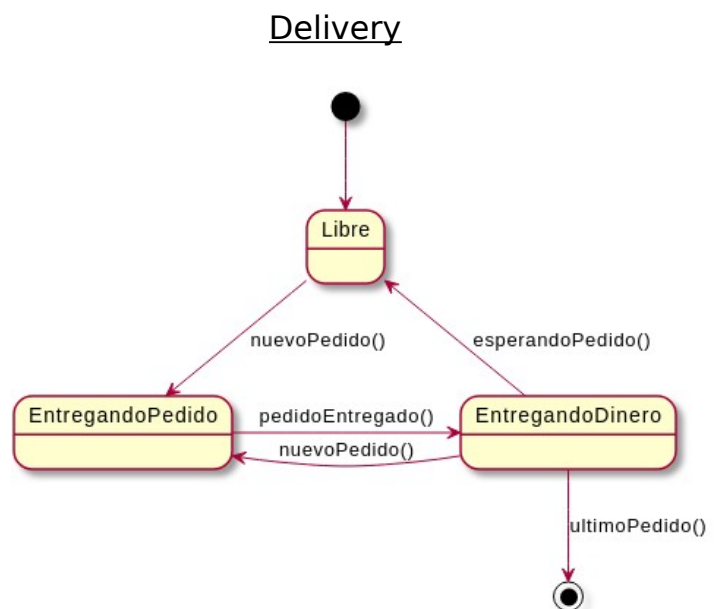 Delivery
Libre
nuevoPedido()
esperandoPedido()
EntregandoPedido
pedidoEntregado()
EntregandoDinero
nuevoPedido()
ultimoPedido()